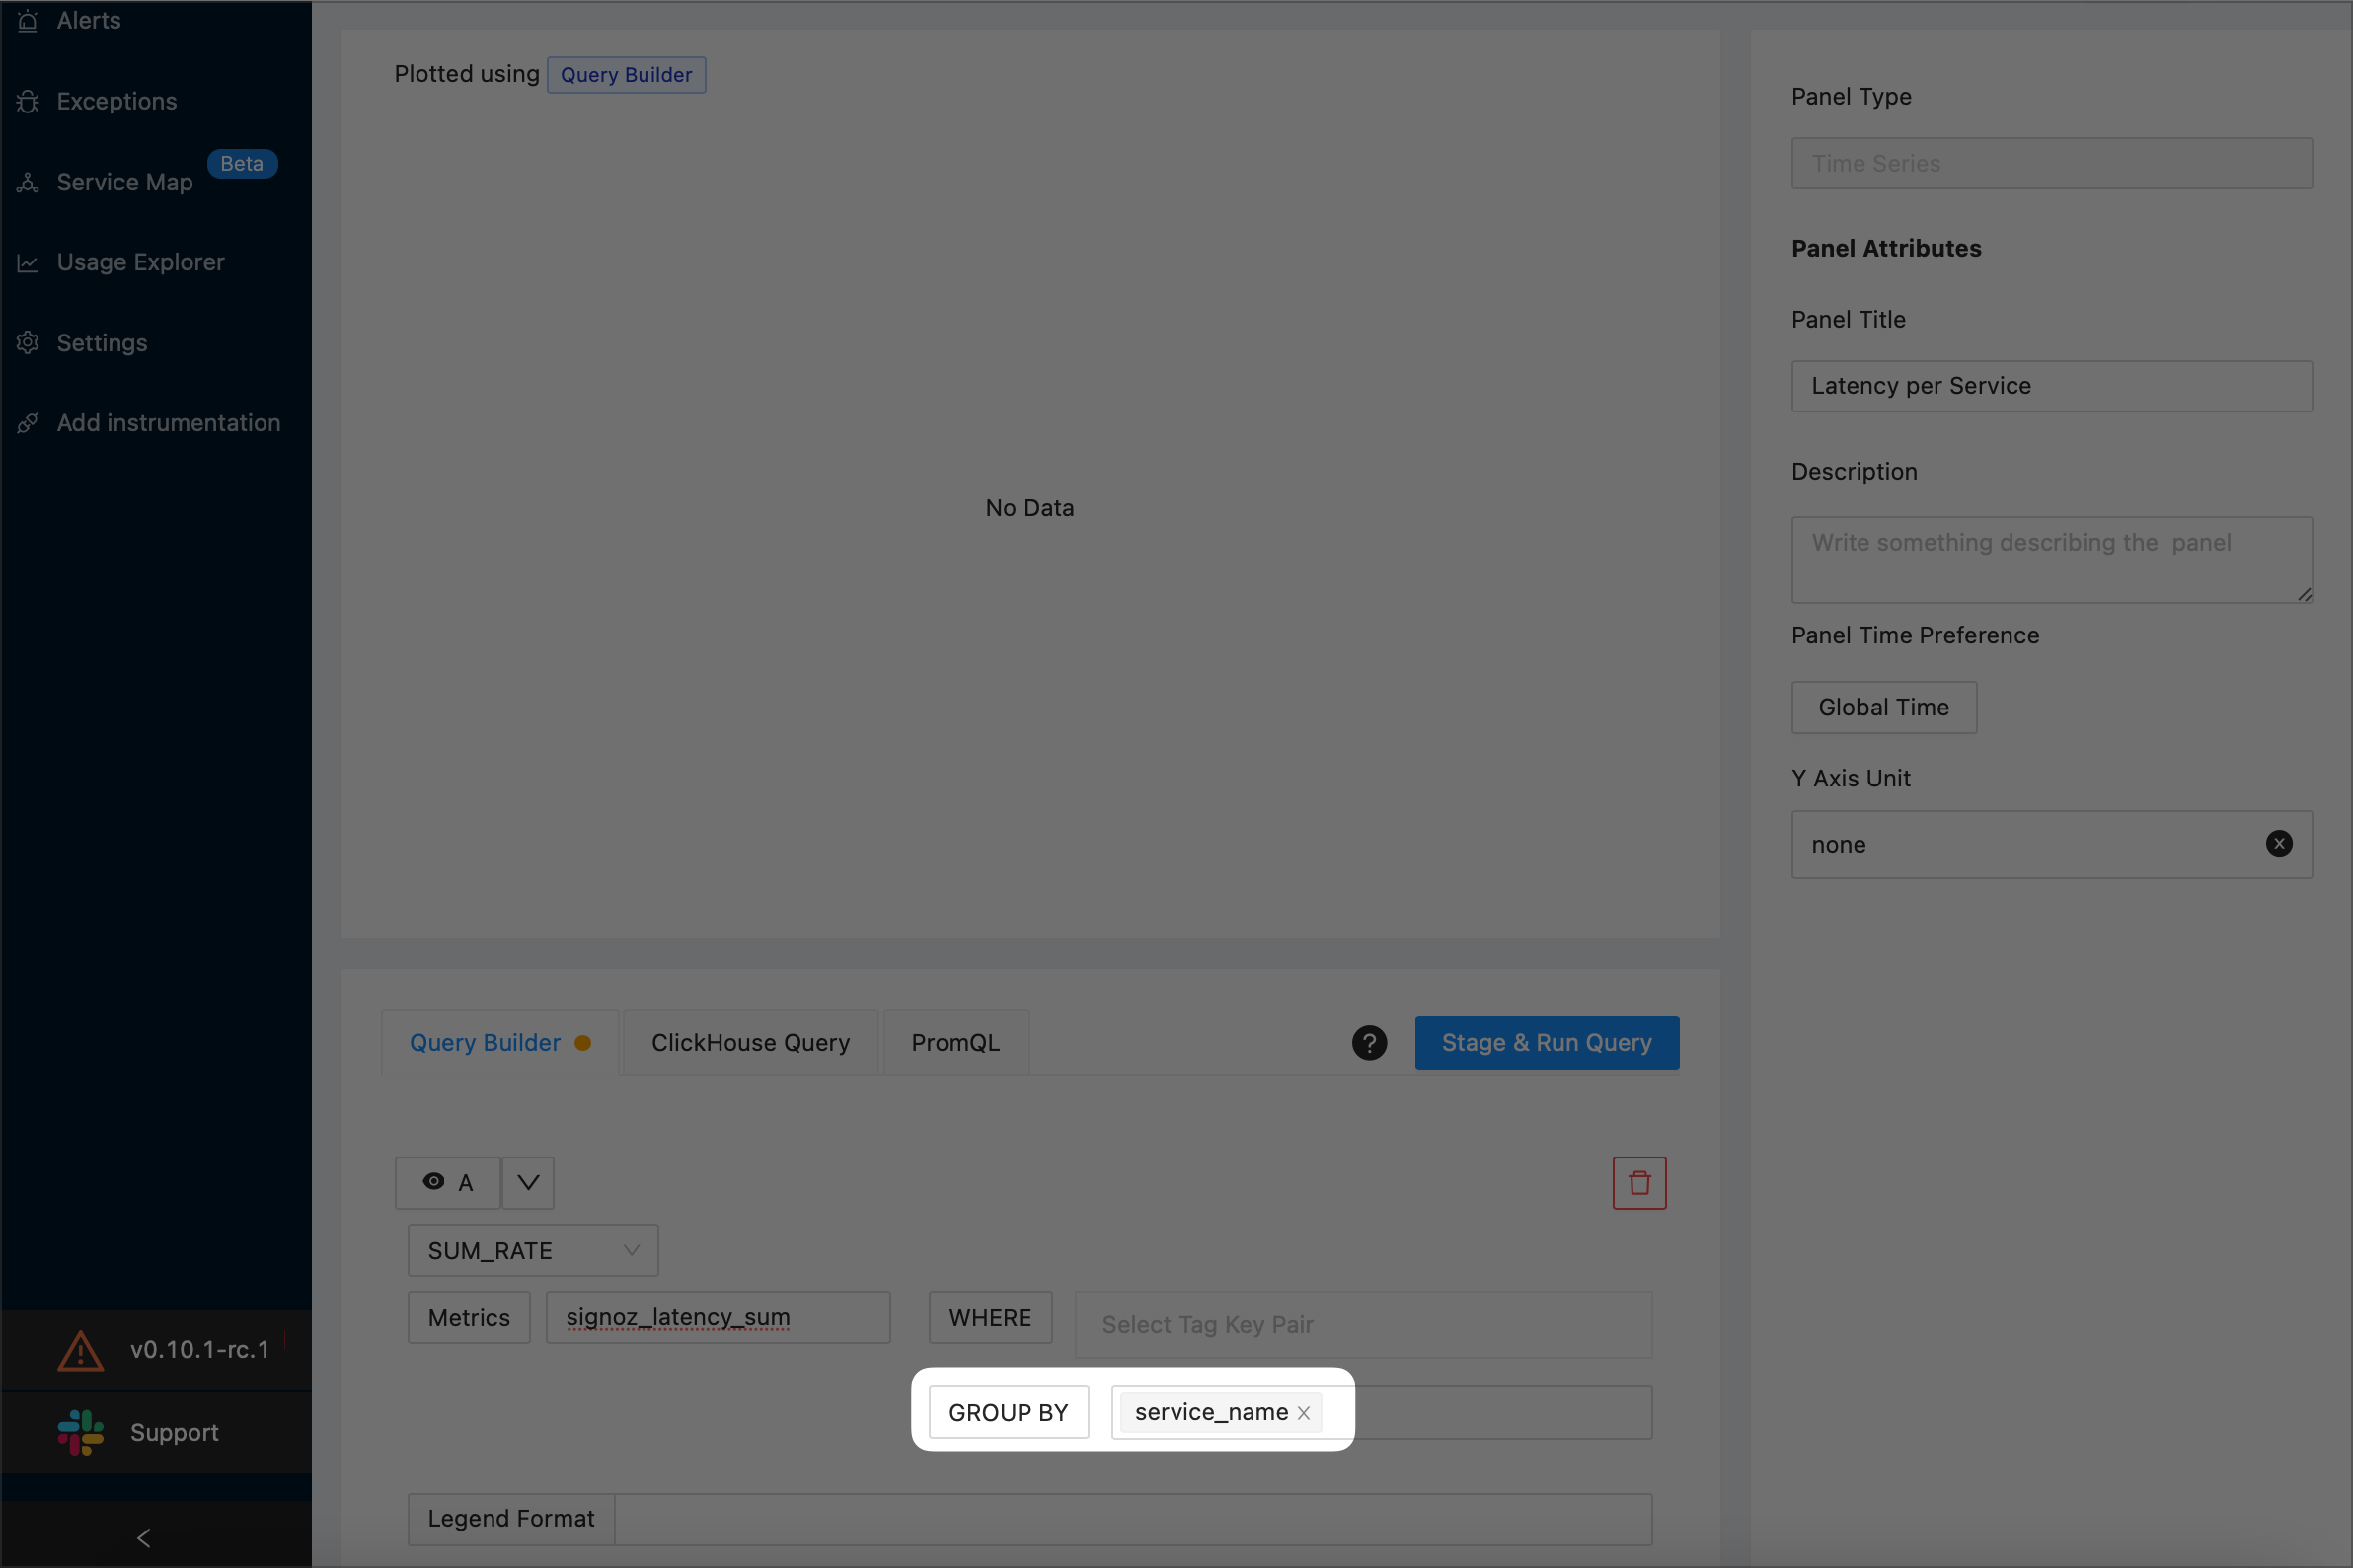 Alerts
Exceptions
Service Map
Beta
Usage Explorer
Settings
Add instrumentation
v0.10.1-rc.1
Support
Plotted using Query Builder
No Data
Query Builder
ClickHouse Query
PromQL
?
Stage & Run Query
A
SUM_RATE
Metrics
signoz_latency_sum
WHERE
Select Tag Key Pair
GROUP BY
service_name
Legend Format
Panel Type
Time Series
Panel Attributes
Panel Title
Latency per Service
Description
Write something describing the  panel
Panel Time Preference
Global Time
Y Axis Unit
none